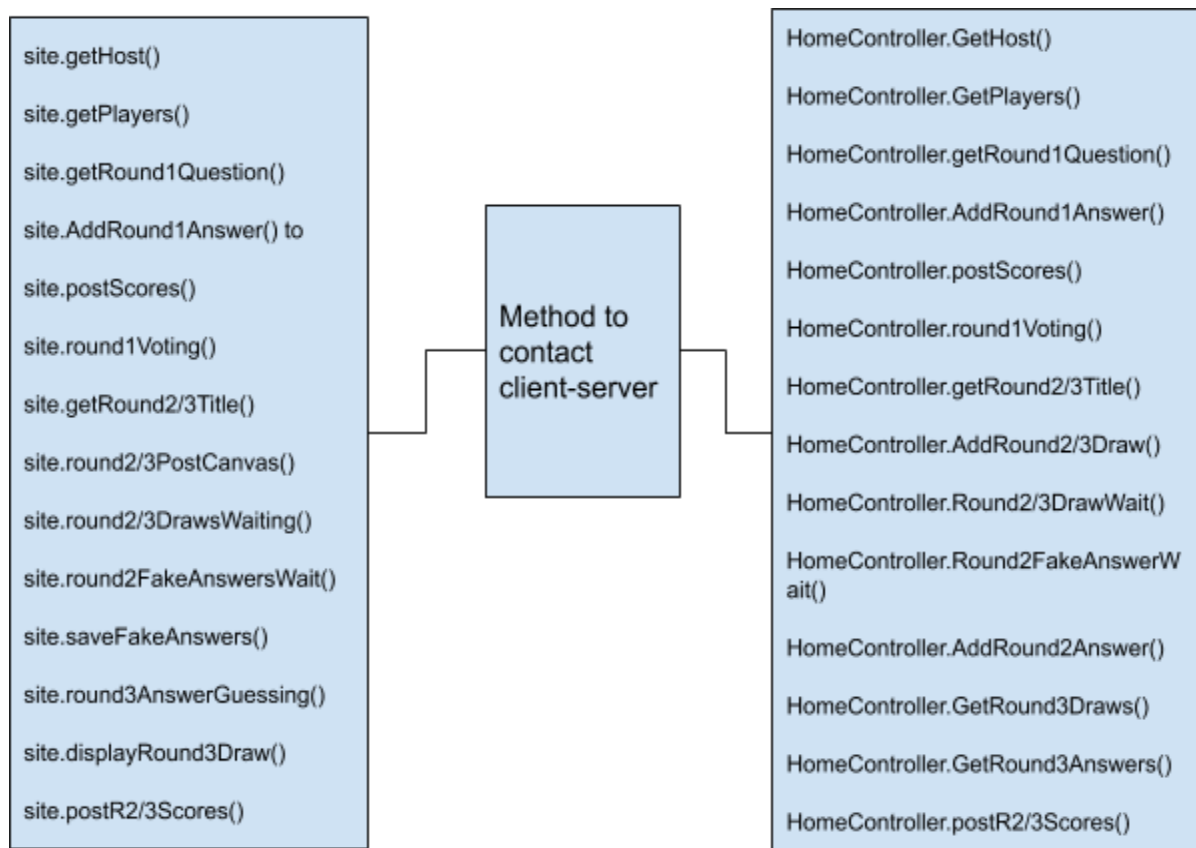 site.getHost()
site.getPlayers()
site.getRound1Question()
site.AddRound1Answer() to
site.postScores()
site.round1Voting()
site.getRound2/3Title()
site.round2/3PostCanvas()
site.round2/3DrawsWaiting()
site.round2FakeAnswersWait()
site.saveFakeAnswers()
site.round3AnswerGuessing()
site.displayRound3Draw()
site.postR2/3Scores()
Method to
contact
client-server
HomeController.GetHost()
HomeController.GetPlayers()
HomeController.getRound1Question()
HomeController.AddRound1Answer()
HomeController.postScores()
HomeController.round1Voting()
HomeController.getRound2/3Title()
HomeController.AddRound2/3Draw()
HomeController.Round2/3DrawWait()
HomeController.Round2FakeAnswerW
ait()
HomeController.AddRound2Answer()
HomeController.GetRound3Draws()
HomeController.GetRound3Answers()
HomeController.postR2/3Scores()